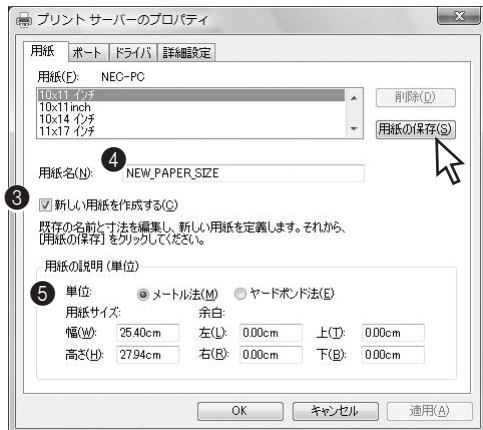 プリント サーバーのプロパティ
用紙 ポート ドライバ 詳細設定
用紙(F): NEC-PC
10x11 インチ
10x11inch
10x14 インチ
11x17 インチ
削除(D)
用紙の保存(S)
❹
用紙名(N): NEW_PAPER_SIZE
❸ 新しい用紙を作成する(C)
既存の名前と寸法を編集し、新しい用紙を定義します。それから、
[用紙の保存] をクリックしてください。
用紙の説明 (単位)
❺ 単位: メートル法(M) ヤードポンド法(E)
用紙サイズ: 余白:
幅(W): 25.40cm 左(L): 0.00cm 上(T): 0.00cm
高さ(H): 27.94cm 右(R): 0.00cm 下(B): 0.00cm
OK キャンセル 適用(A)